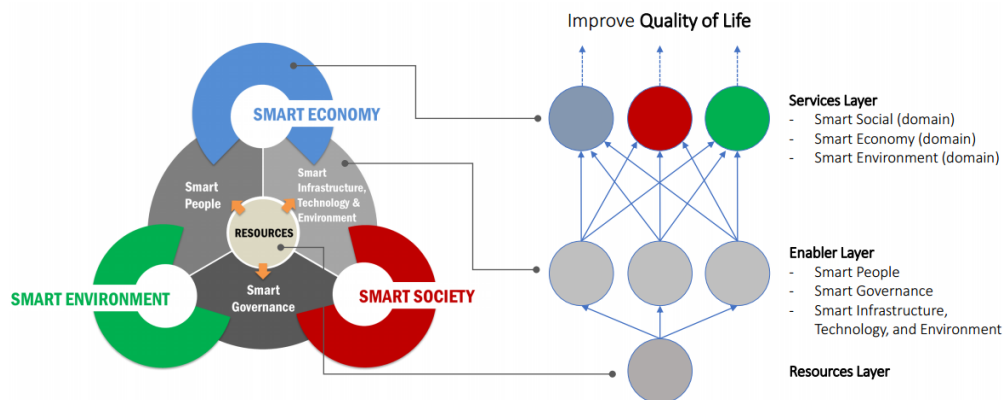 Improve Quality of Life
SMART ECONOMY
Smart
People
Smart
Infrastructure,
Technology &
Environment
RESOURCES
SMART ENVIRONMENT
Smart
Governance
SMART SOCIETY
Services Layer
- Smart Social (domain)
- Smart Economy (domain)
- Smart Environment (domain)
Enabler Layer
- Smart People
- Smart Governance
- Smart Infrastructure,
Technology, and Environment
Resources Layer